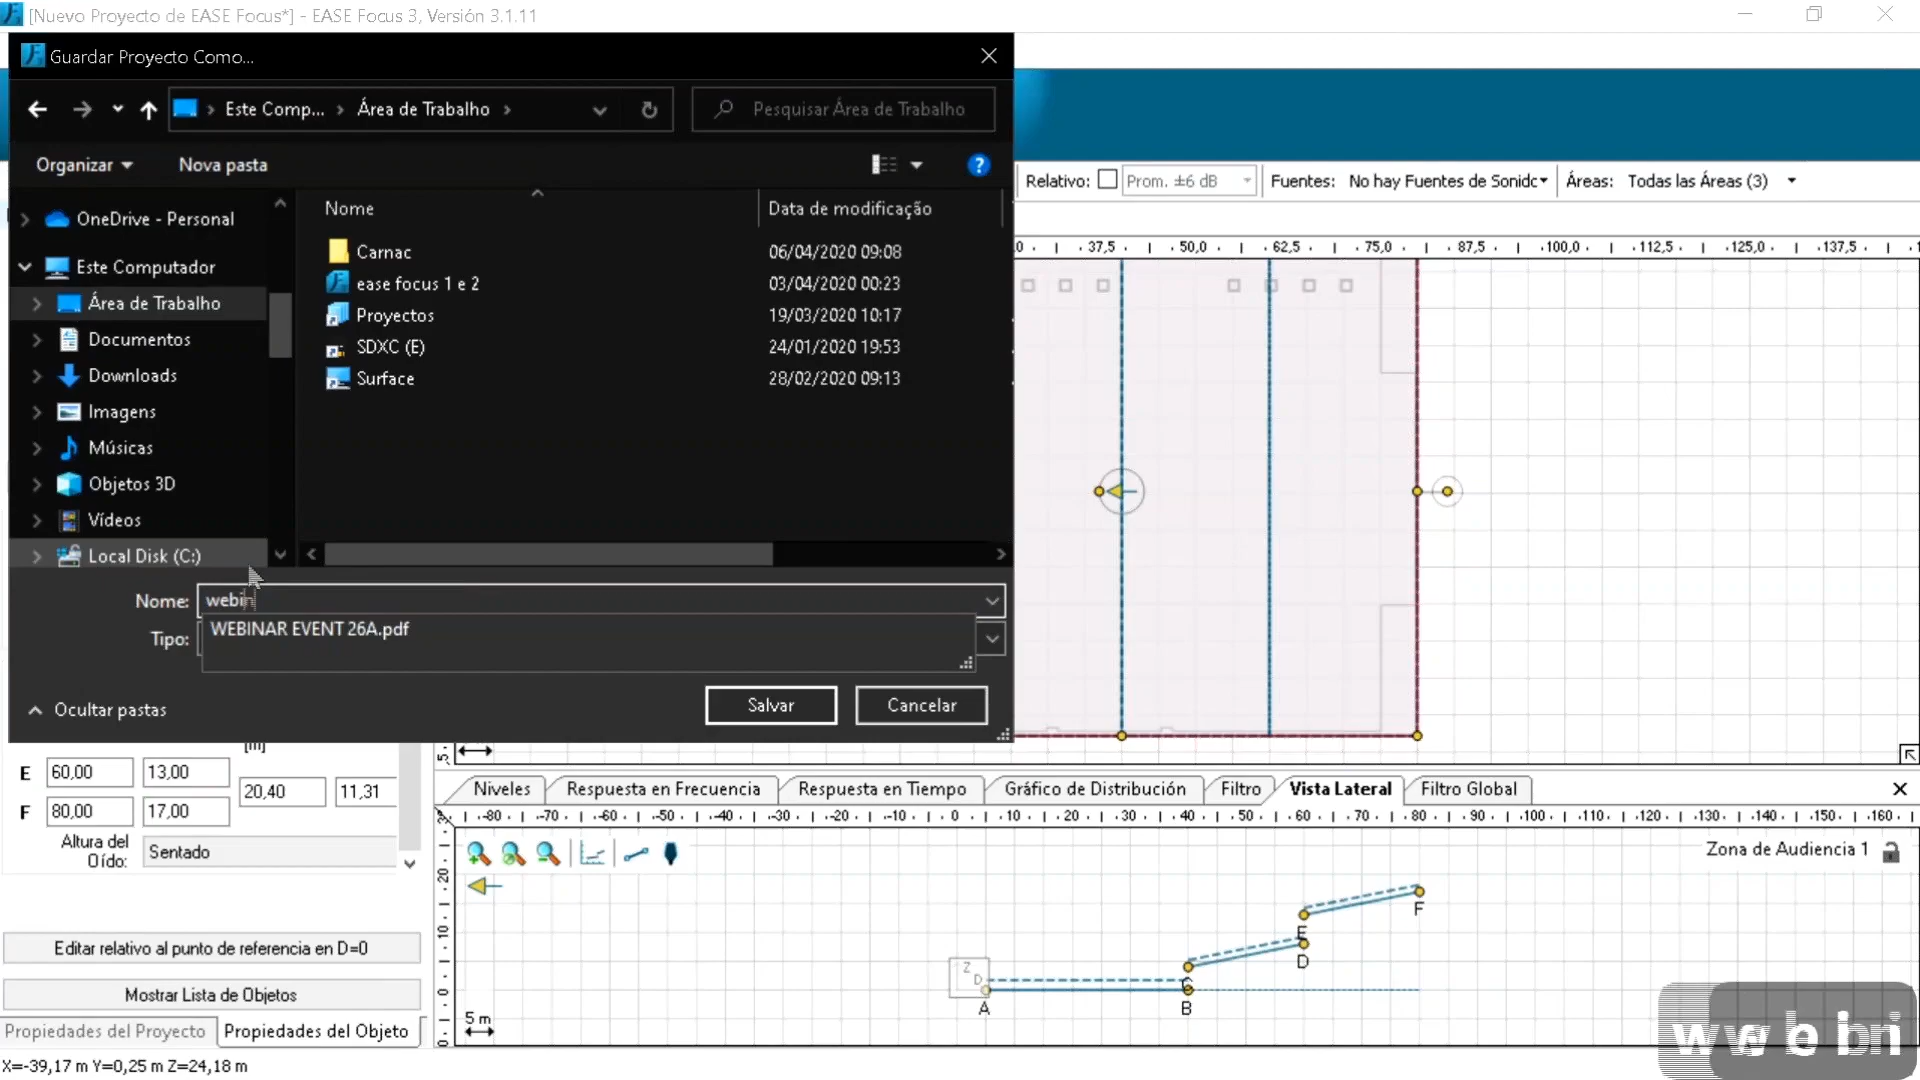 [Nuevo Proyecto de EASE Focus*] - EASE Focus 3, Versión 3.1.11
Guardar Proyecto Como...
Este Comp... Área de Trabalho
Pesquisar Área de Trabalho
Organizar
Nova pasta
Relativo: Prom. ±6 dB Fuentes: No hay Fuentes de Sonidc Áreas: Todas las Áreas (3)
OneDrive - Personal
Este Computador
Área de Trabalho
Documentos
Downloads
Imagens
Músicas
Objetos 3D
Vídeos
Local Disk (C:)
Nome Data de modificação
Carnac 06/04/2020 09:08
ease focus 1 e 2 03/04/2020 00:23
Proyectos 19/03/2020 10:17
SDXC (E) 24/01/2020 19:53
Surface 28/02/2020 09:13
37,5 50,0 62,5 75,0 87,5 100,0 112,5 125,0 137,5
Nome: webin
WEBINAR EVENT 26A.pdf
Tipo:
Ocultar pastas
Salvar
Cancelar
[m]
E 60,00 13,00
20,40 11,31
F 80,00 17,00
Altura del
Oído:
Sentado
Editar relativo al punto de referencia en D=0
Mostrar Lista de Objetos
Propiedades del Proyecto Propiedades del Objeto
X=-39,17 m Y=0,25 m Z=24,18 m
Niveles Respuesta en Frecuencia Respuesta en Tiempo Gráfico de Distribución Filtro Vista Lateral Filtro Global
-80 -70 -60 -50 -40 -30 -20 -10 0 10 20 30 40 50 60 70 80 90 100 110 120 130 140 150 160
Zona de Audiencia 1
20
10
0
Z
D
A
B
C
D
E
F
5 m